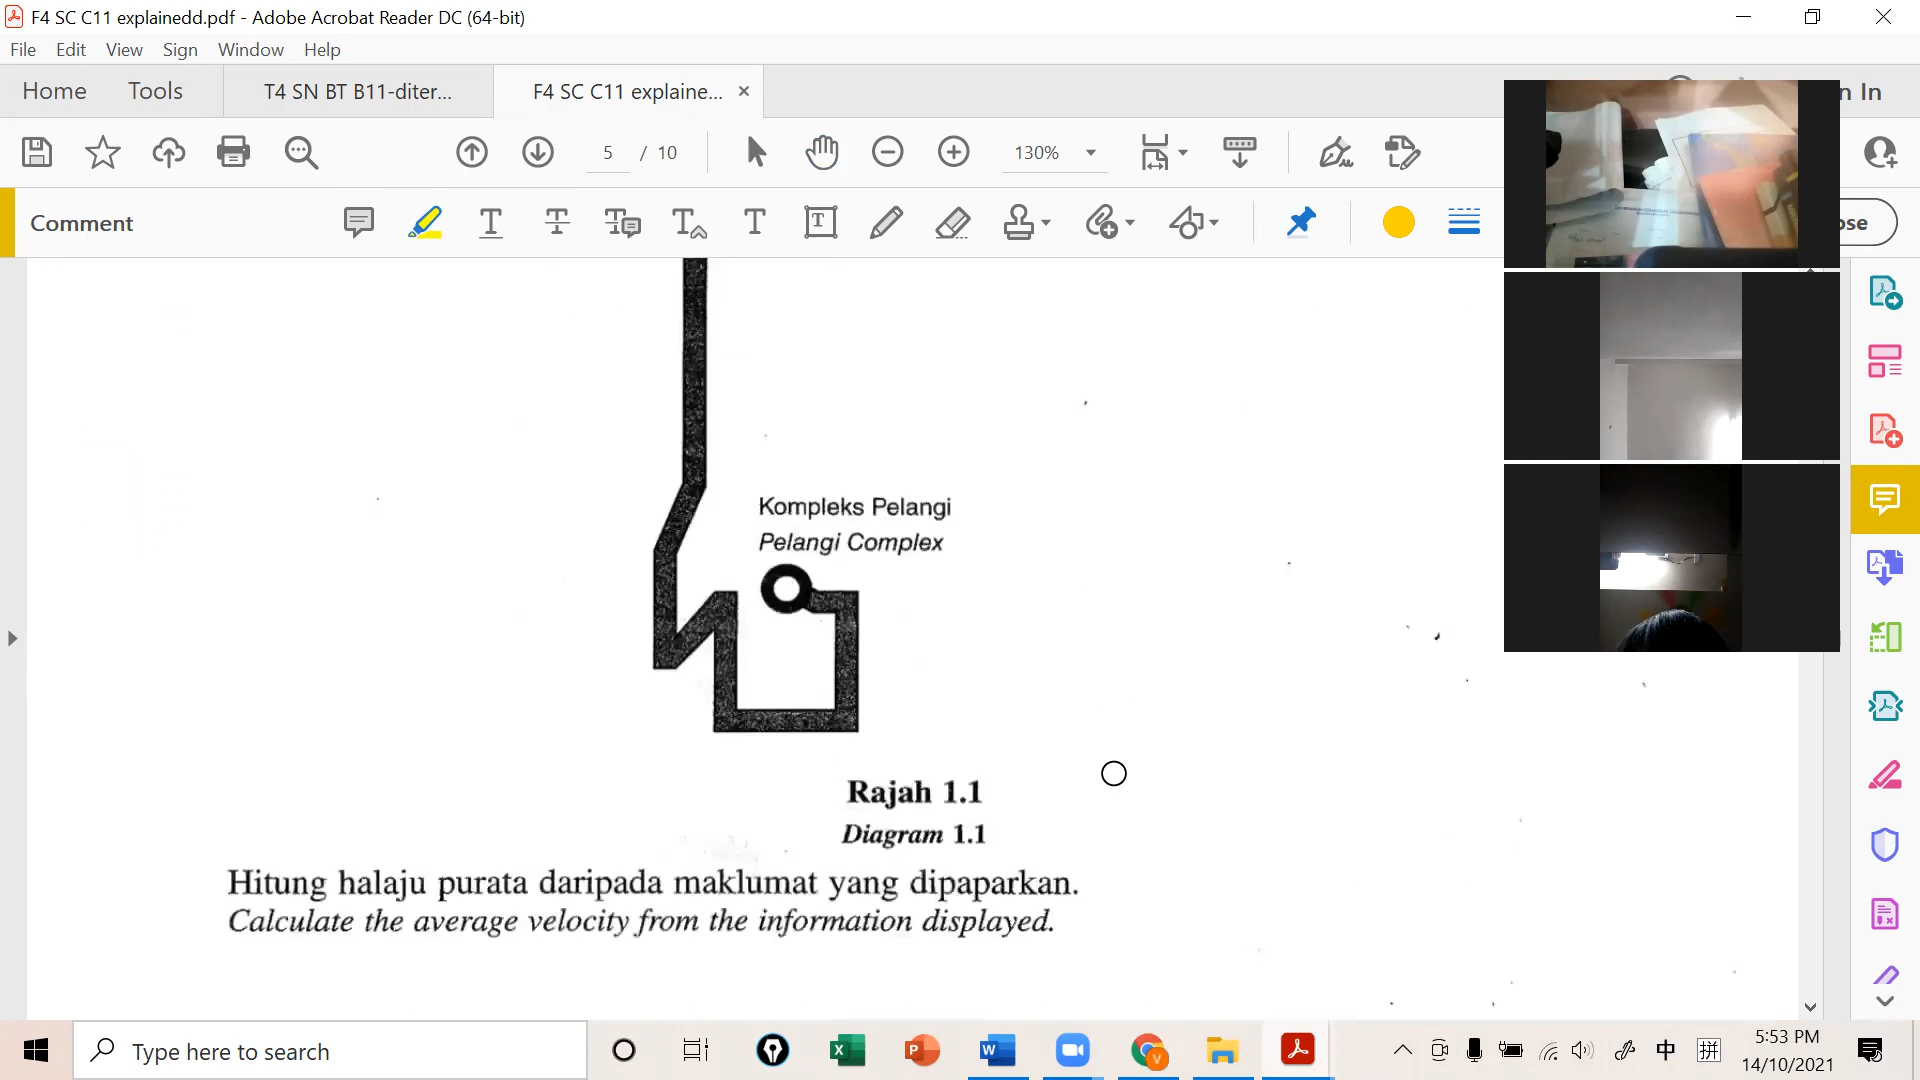 F4 SC C11 explainedd.pdf - Adobe Acrobat Reader DC (64-bit)
File Edit View Sign Window Help
Home Tools T4 SN BT B11-diter... F4 SC C11 explaine... n In
5 / 10 130%
Comment ose
Kompleks Pelangi
Pelangi Complex
Rajah 1.1
Diagram 1.1
Hitung halaju purata daripada maklumat yang dipaparkan.
Calculate the average velocity from the information displayed.
Type here to search
中 拼
5:53 PM
14/10/2021